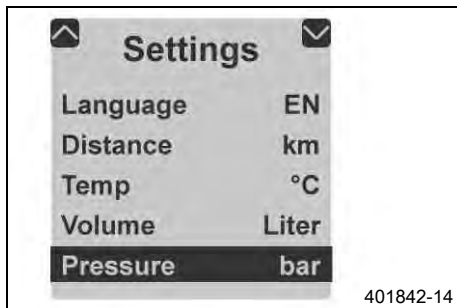 Settings
Language EN
Distance km
Temp °C
Volume Liter
Pressure bar
401842-14